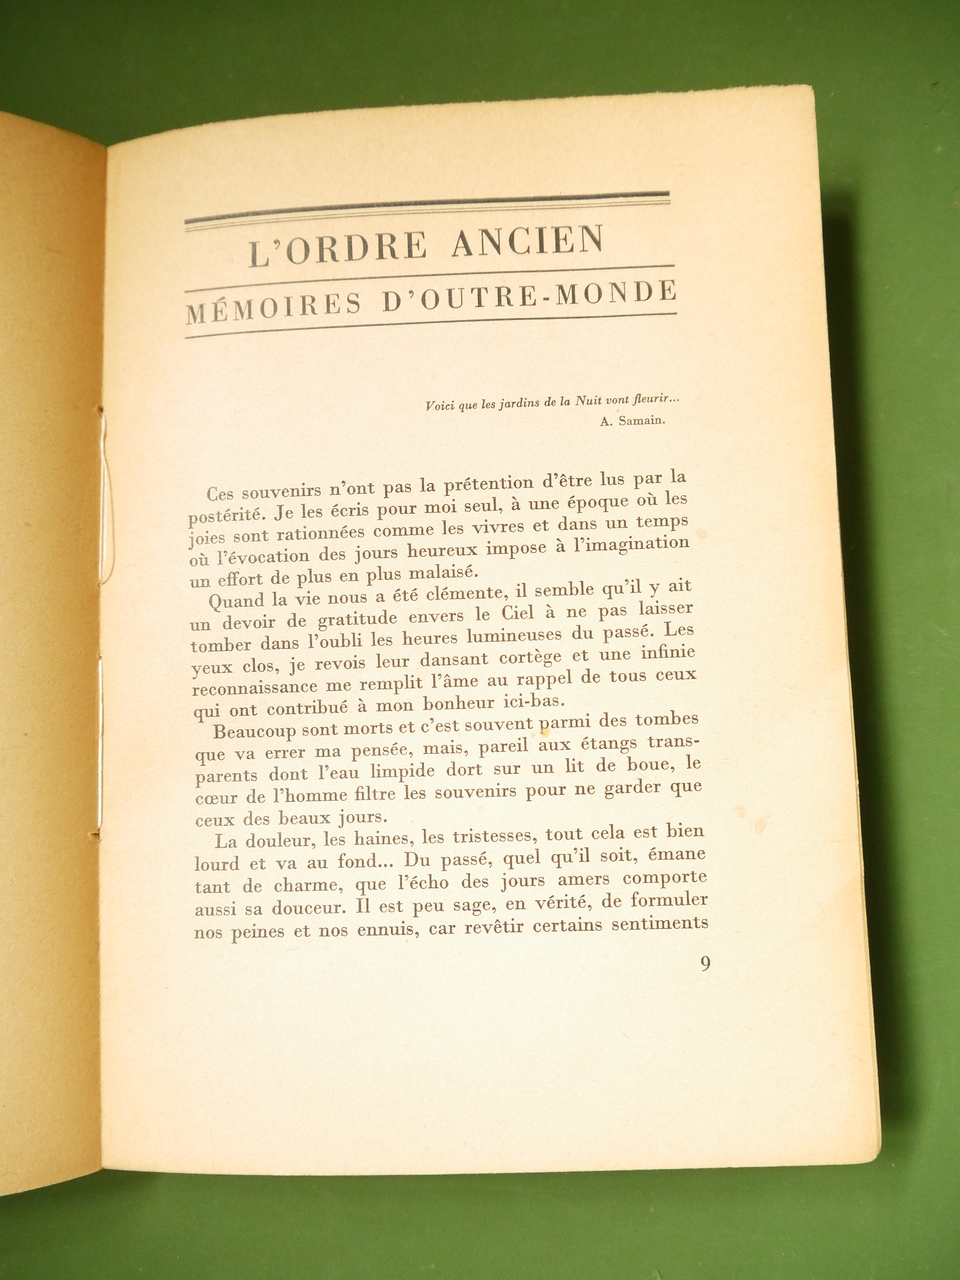 L'ORDRE ANCIEN
MÉMOIRES D'OUTRE-MONDE
Voici que les jardins de la Nuit vont fleurir...
A. Samain.
Ces souvenirs n'ont pas la prétention d'être lus par la
postérité. Je les écris pour moi seul, à une époque où les
joies sont rationnées comme les vivres et dans un temps
où l'évocation des jours heureux impose à l'imagination
un effort de plus en plus malaisé.
Quand la vie nous a été clémente, il semble qu'il y ait
un devoir de gratitude envers le Ciel à ne pas laisser
tomber dans l'oubli les heures lumineuses du passé. Les
yeux clos, je revois leur dansant cortège et une infinie
reconnaissance me remplit l'âme au rappel de tous ceux
qui ont contribué à mon bonheur ici-bas.
Beaucoup sont morts et c'est souvent parmi des tombes
que va errer ma pensée, mais, pareil aux étangs trans-
parents dont l'eau limpide dort sur un lit de boue, le
cœur de l'homme filtre les souvenirs pour ne garder que
ceux des beaux jours.
La douleur, les haines, les tristesses, tout cela est bien
lourd et va au fond... Du passé, quel qu'il soit, émane
tant de charme, que l'écho des jours amers comporte
aussi sa douceur. Il est peu sage, en vérité, de formuler
nos peines et nos ennuis, car revêtir certains sentiments
9